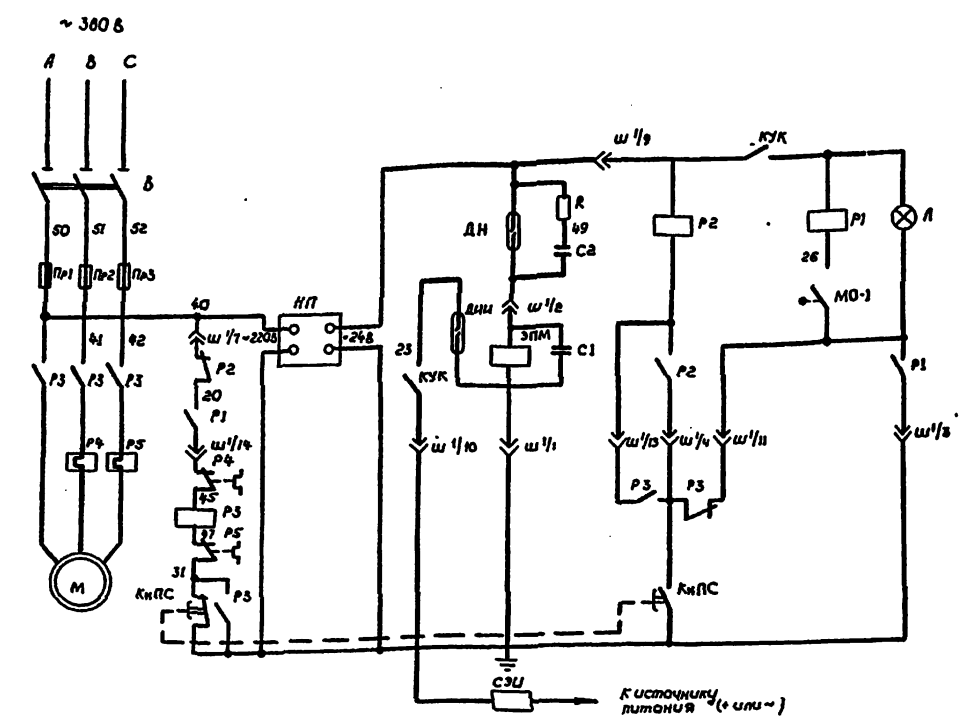 ~ 380 В
А В С
В
50 51 52
Пр1 Пр2 Пр3
40
41 42
Р3 Р3 Р3
Р4 Р5
М
Ш 1/7
~220В
НП
=24В
Р2
20
Р1
Ш 1/14
Р4
45
Р3
47
Р5
31
КнПС
Р3
23
КУК
Ш 1/10
ДНИ
ДН
R
49
С2
Ш 1/2
ЭПМ
С1
Ш 1/1
СЭИ
К источнику
питания (+ или ~)
Ш 1/9
КУК
Р2
Р1
Л
26
МО-1
Р2
Р1
Ш 1/13 Ш 1/4 Ш 1/11
Ш 1/3
Р3 Р3
КнПС